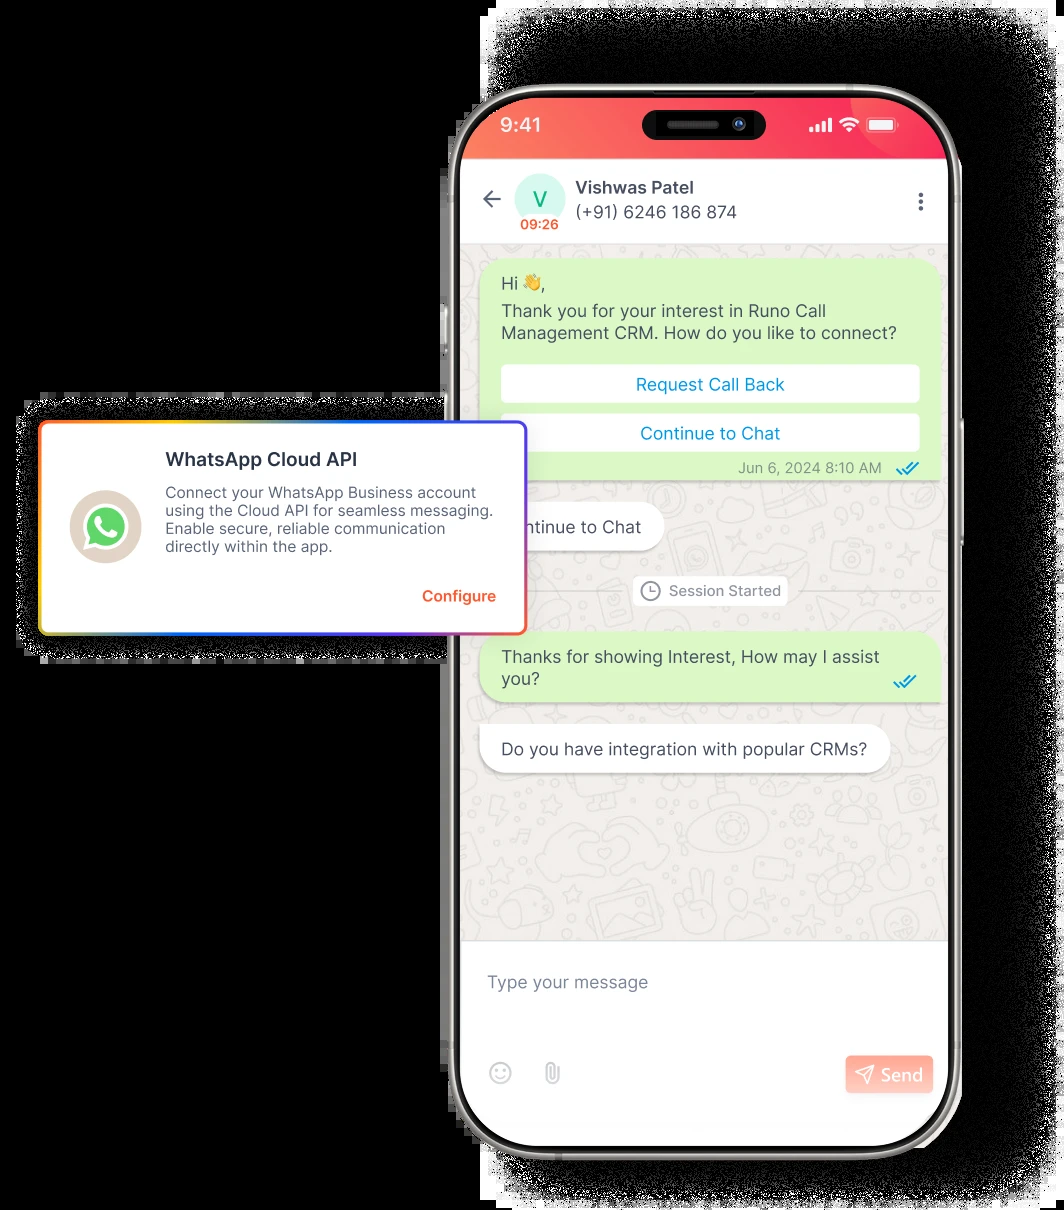 9:41
V
09:26
Vishwas Patel
(+91) 6246 186 874
Hi 👋,
Thank you for your interest in Runo Call
Management CRM. How do you like to connect?
Request Call Back
Continue to Chat
Jun 6, 2024 8:10 AM
WhatsApp Cloud API
Connect your WhatsApp Business account
using the Cloud API for seamless messaging.
Enable secure, reliable communication
directly within the app.
Configure
ntinue to Chat
Session Started
Thanks for showing Interest, How may I assist
you?
Do you have integration with popular CRMs?
Type your message
Send